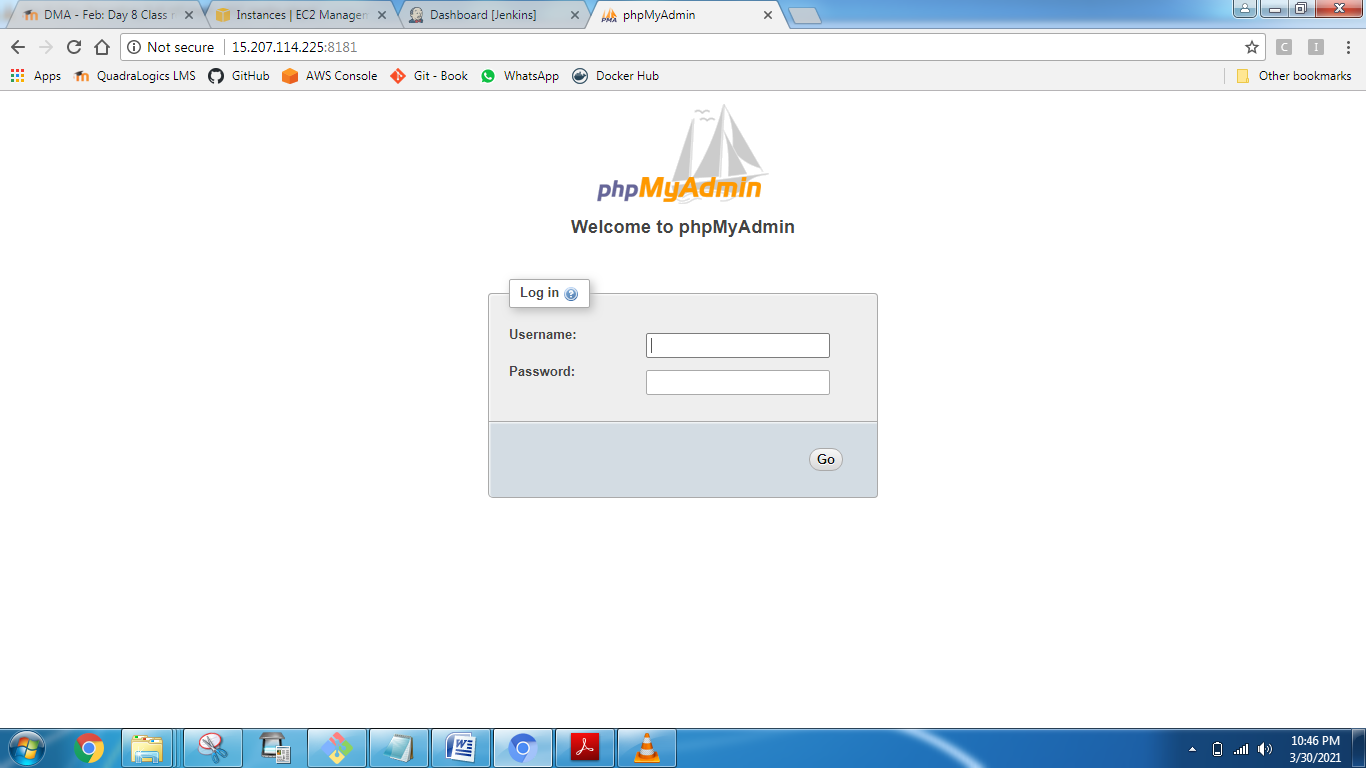 DMA - Feb: Day 8 Class r
Instances | EC2 Managem
Dashboard [Jenkins]
phpMyAdmin
Not secure
15.207.114.225:8181
C
I
Apps
QuadraLogics LMS
GitHub
AWS Console
Git - Book
WhatsApp
Docker Hub
Other bookmarks
phpMyAdmin
Welcome to phpMyAdmin
Log in
Username:
Password:
Go
10:46 PM
3/30/2021